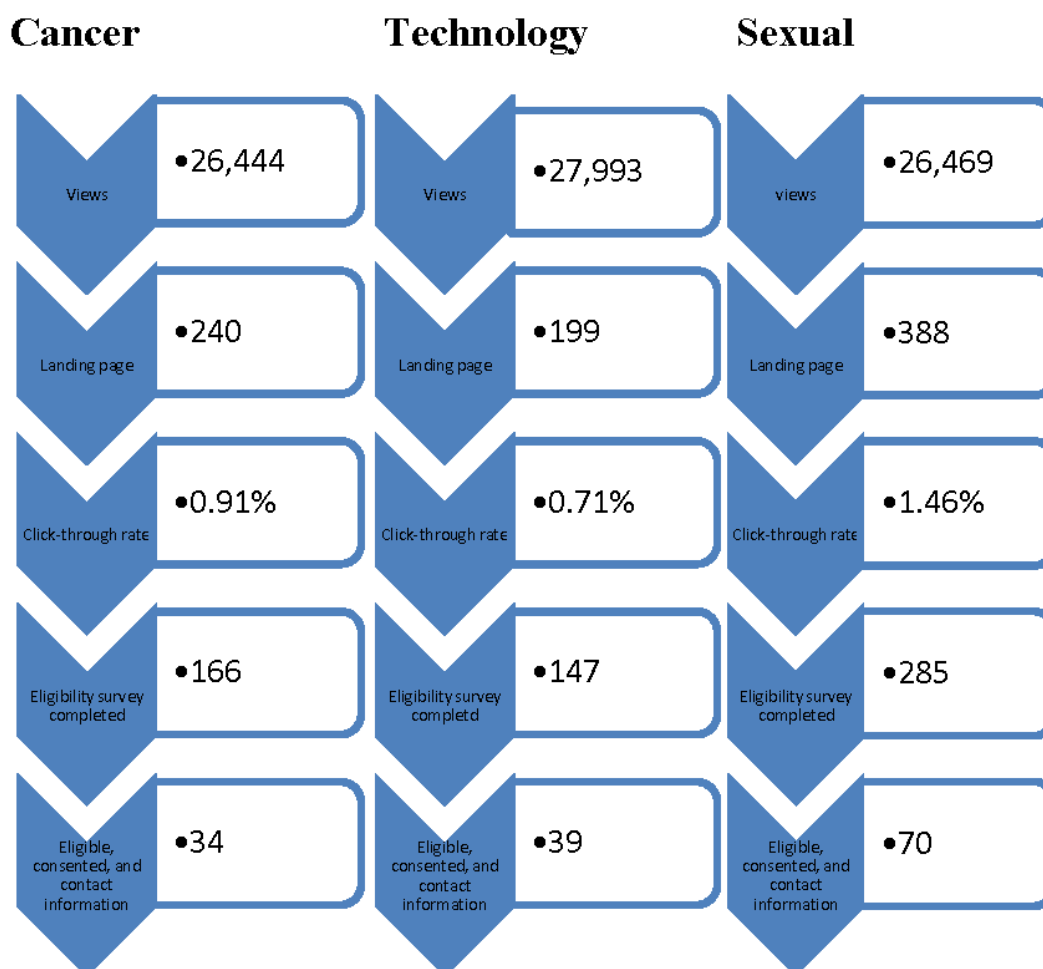 Cancer
Views
•26,444
Landing page
•240
Click-through rate
•0.91%
Eligibility survey
completed
•166
Eligible,
consented, and
contact
information
•34
Technology
Views
•27,993
Landing page
•199
Click-through rate
•0.71%
Eligibility survey
completd
•147
Eligible,
consented, and
contact
information
•39
Sexual
views
•26,469
Landing page
•388
Click-through rate
•1.46%
Eligibility survey
completed
•285
Eligible,
consented, and
contact
information
•70